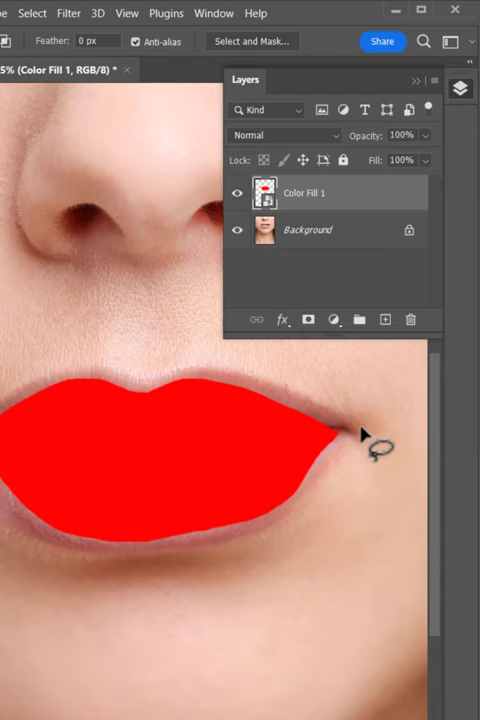 Select Filter 3D View Plugins Window Help
Feather: 0 px Anti-alias Select and Mask... Share
5% (Color Fill 1, RGB/8) * ×
Layers
Kind
Normal Opacity: 100%
Lock: Fill: 100%
Color Fill 1
Background
fx